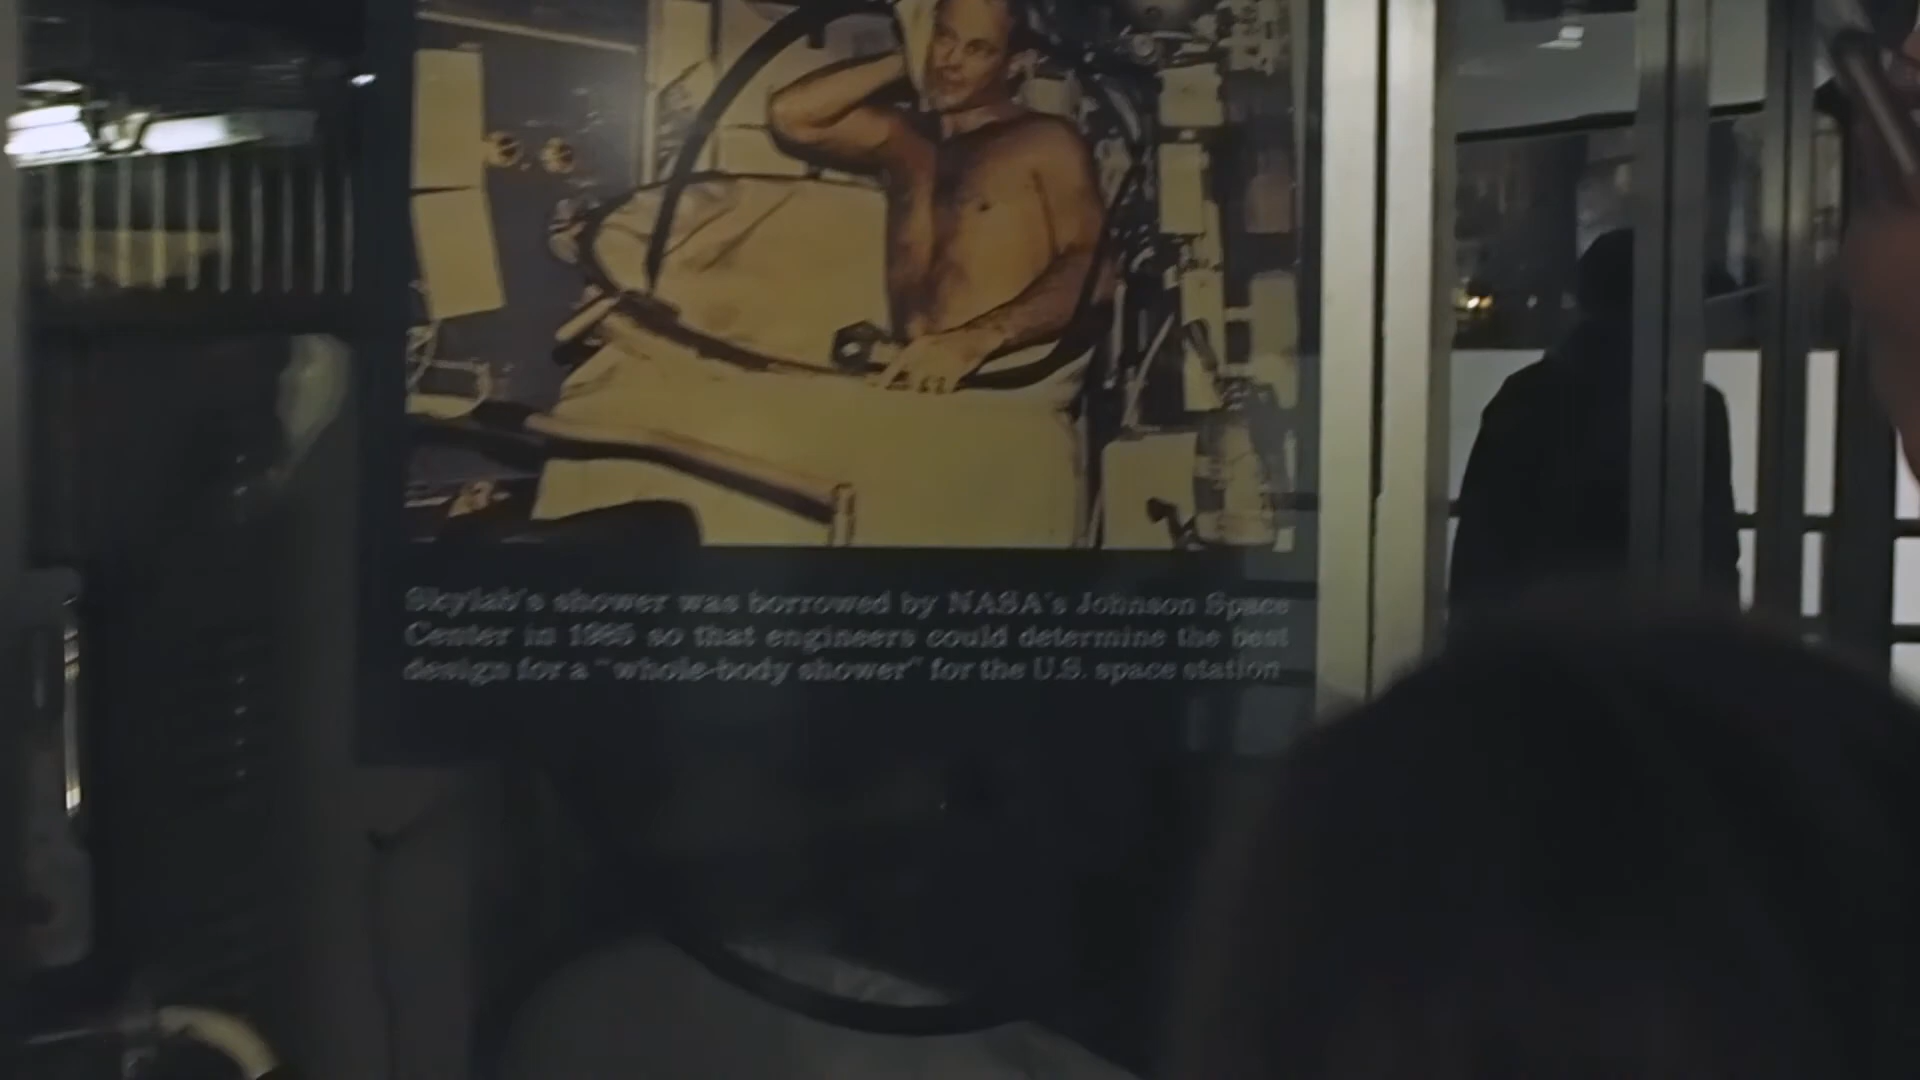 Skylab's shower was borrowed by NASA's Johnson Space
Center in 1985 so that engineers could determine the best
design for a "whole-body shower" for the U.S. space station